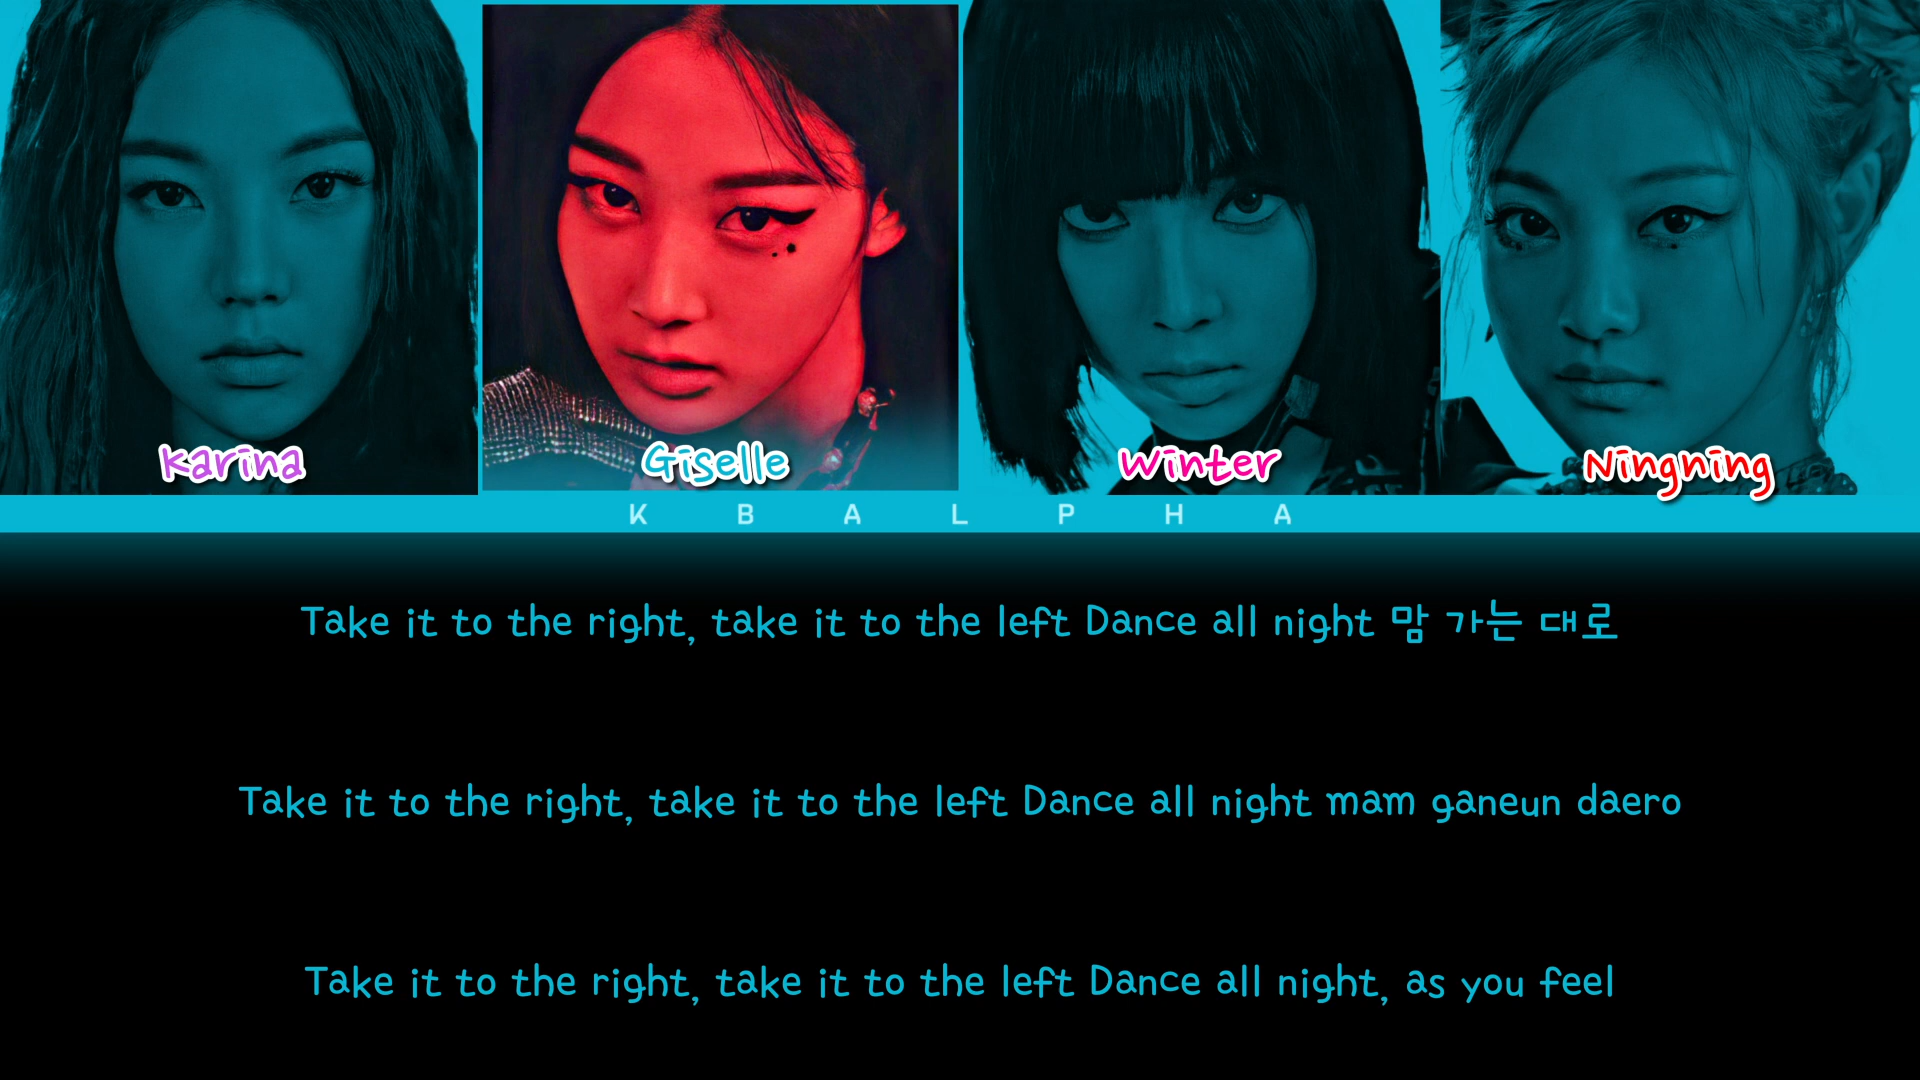 Karina
Giselle
Winter
Ningning
K B A L P H A
Take it to the right, take it to the left Dance all night 맘 가는 대로
Take it to the right, take it to the left Dance all night mam ganeun daero
Take it to the right, take it to the left Dance all night, as you feel